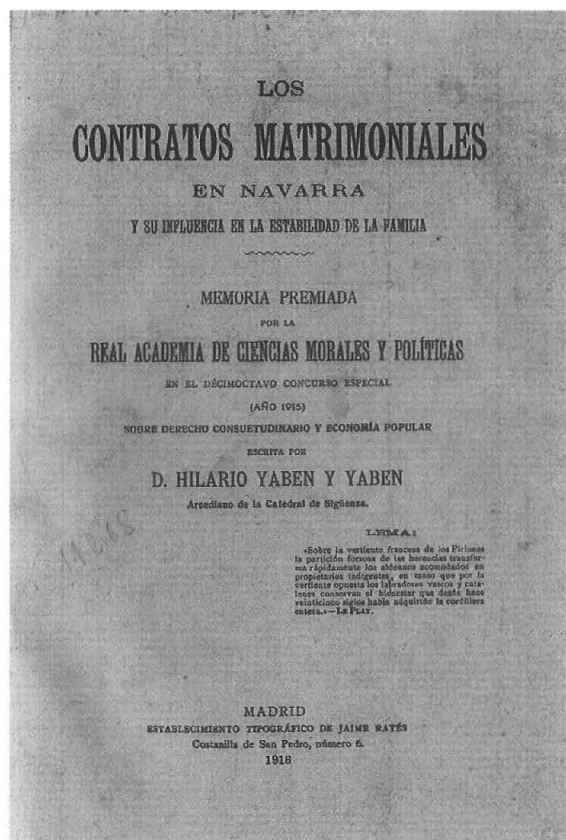 LOS
CONTRATOS MATRIMONIALES
EN NAVARRA
Y SU INFLUENCIA EN LA ESTABILIDAD DE LA FAMILIA
MEMORIA PREMIADA
POR LA
REAL ACADEMIA DE CIENCIAS MORALES Y POLÍTICAS
EN EL DÉCIMOCTAVO CONCURSO ESPECIAL
(AÑO 1915)
SOBRE DERECHO CONSUETUDINARIO Y ECONOMÍA POPULAR
ESCRITA POR
D. HILARIO YABEN Y YABEN
Arcediano de la Catedral de Sigüenza.
LEMA:
«Sobre la vertiente francesa de los Pirineos
la partición forzosa de las herencias transfor-
ma rápidamente los aldeanos acomodados en
propietarios indigentes, en tanto que por la
vertiente opuesta los labradores vascos y cata-
lanes conservan el bienestar que desde hace
veinticinco siglos había adquirido la cordillera
entera.»—LE PLAY.
MADRID
ESTABLECIMIENTO TIPOGRÁFICO DE JAIME RATÉS
Costanilla de San Pedro, número 6.
1916